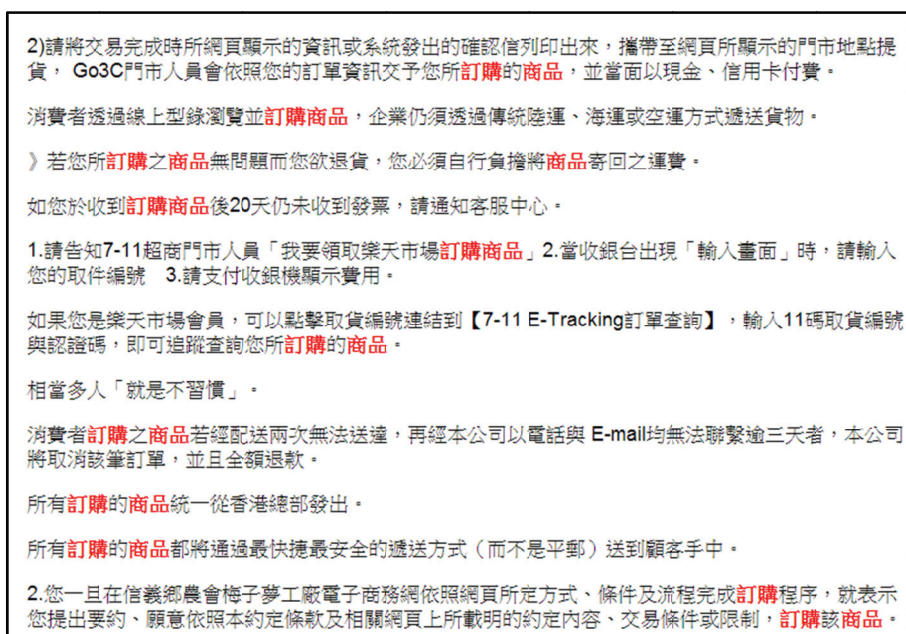 2)請將交易完成時所網頁顯示的資訊或系統發出的確認信列印出來，攜帶至網頁所顯示的門市地點提
貨， Go3C門市人員會依照您的訂單資訊交予您所訂購的商品，並當面以現金、信用卡付費。
消費者透過線上型錄瀏覽並訂購商品，企業仍須透過傳統陸運、海運或空運方式遞送貨物。
》若您所訂購之商品無問題而您欲退貨，您必須自行負擔將商品寄回之運費。
如您於收到訂購商品後20天仍未收到發票，請通知客服中心。
1.請告知7-11超商門市人員「我要領取樂天市場訂購商品」2.當收銀台出現「輸入畫面」時，請輸入
您的取件編號 3.請支付收銀機顯示費用。
如果您是樂天市場會員，可以點擊取貨編號連結到【7-11 E-Tracking訂單查詢】，輸入11碼取貨編號
與認證碼，即可追蹤查詢您所訂購的商品。
相當多人「就是不習慣」。
消費者訂購之商品若經配送兩次無法送達，再經本公司以電話與 E-mail均無法聯繫逾三天者，本公司
將取消該筆訂單，並且全額退款。
所有訂購的商品統一從香港總部發出。
所有訂購的商品都將通過最快捷最安全的遞送方式（而不是平郵）送到顧客手中。
2.您一旦在信義鄉農會梅子夢工廠電子商務網依照網頁所定方式、條件及流程完成訂購程序，就表示
您提出要約、願意依照本約定條款及相關網頁上所載明的約定內容、交易條件或限制，訂購該商品。